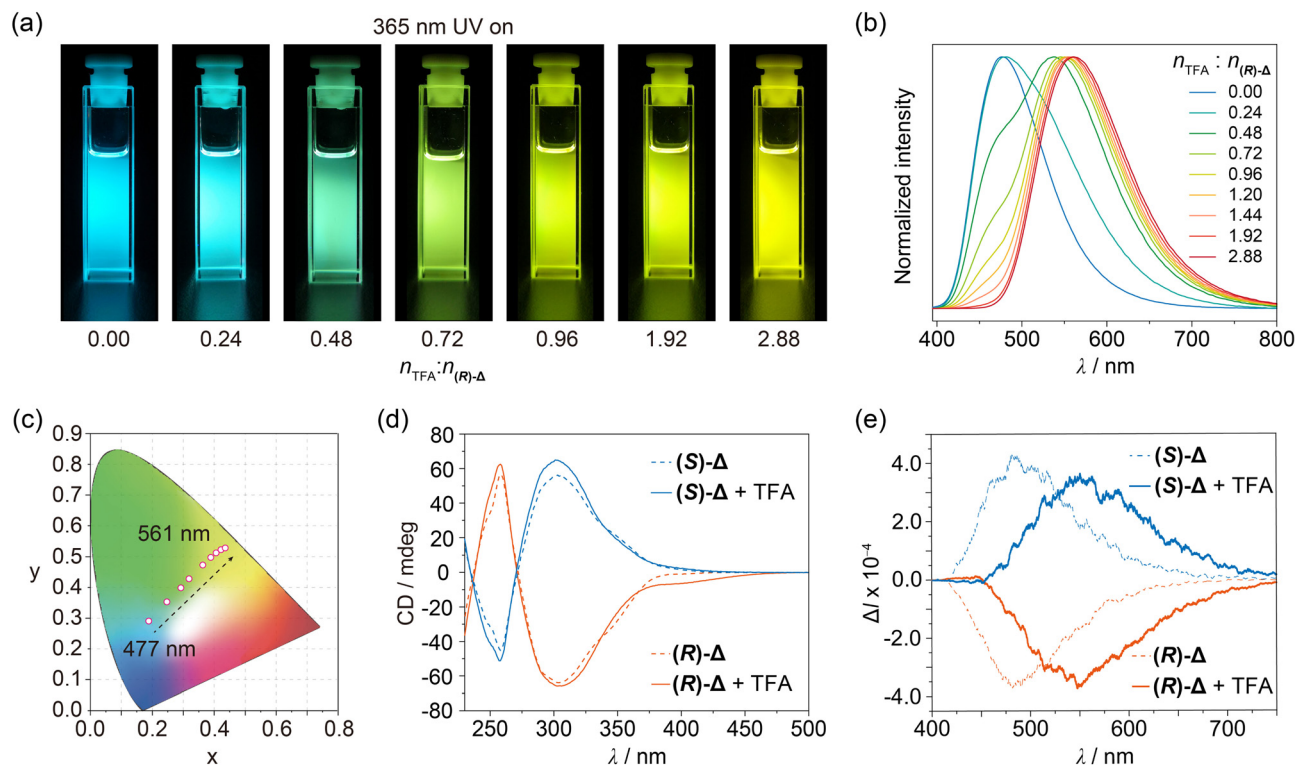 (a)
365 nm UV on
0.00 0.24 0.48 0.72 0.96 1.92 2.88
nTFA:n(R)-Δ
(b)
Normalized intensity
nTFA : n(R)-Δ
0.00
0.24
0.48
0.72
0.96
1.20
1.44
1.92
2.88
400 500 600 700 800
λ / nm
(c)
0.9
0.8
0.7
0.6
0.5
0.4
0.3
0.2
0.1
0.0
y
561 nm
477 nm
0.0 0.2 0.4 0.6 0.8
x
(d)
80
60
40
20
0
-20
-40
-60
-80
CD / mdeg
(S)-Δ
(S)-Δ + TFA
(R)-Δ
(R)-Δ + TFA
250 300 350 400 450 500
λ / nm
(e)
4.0
2.0
0.0
-2.0
-4.0
ΔI x 10⁻⁴
(S)-Δ
(S)-Δ + TFA
(R)-Δ
(R)-Δ + TFA
400 500 600 700
λ / nm